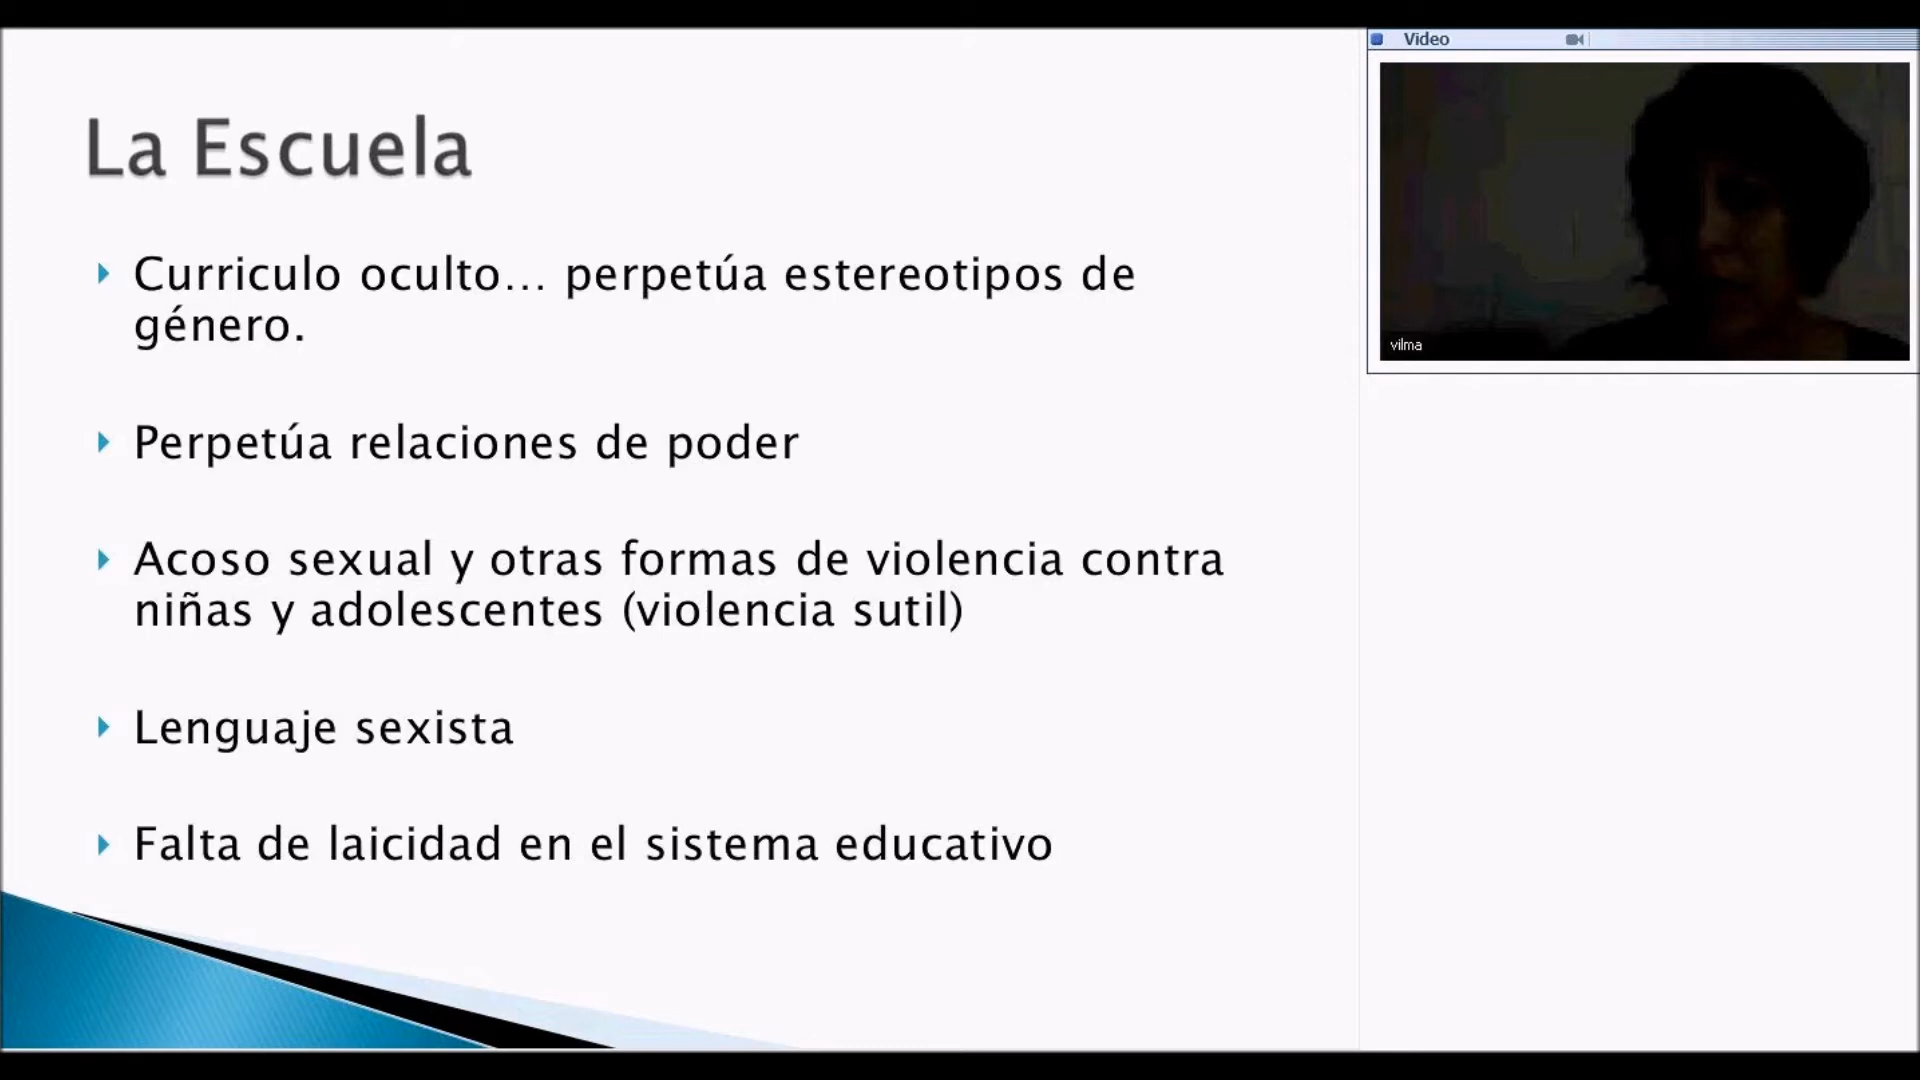 La Escuela
Curriculo oculto... perpetúa estereotipos de
género.
Perpetúa relaciones de poder
Acoso sexual y otras formas de violencia contra
niñas y adolescentes (violencia sutil)
Lenguaje sexista
Falta de laicidad en el sistema educativo
Video
vilma